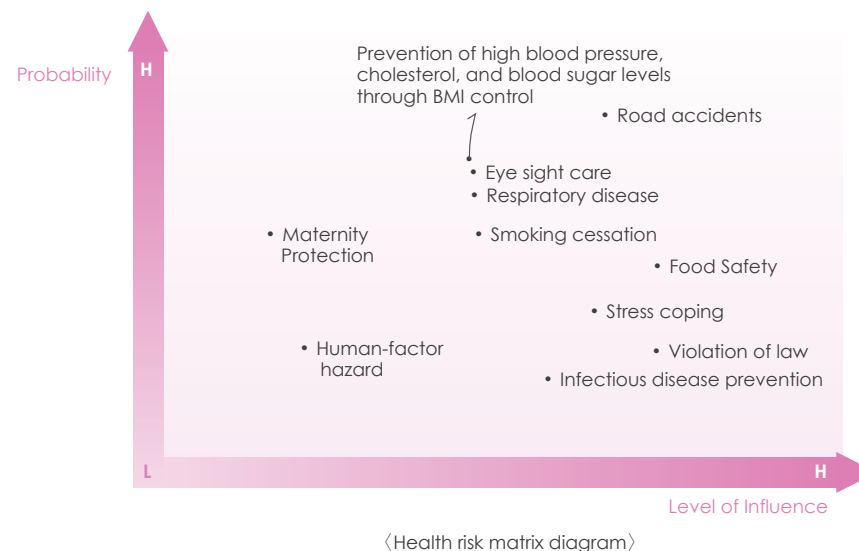 Probability
H
Prevention of high blood pressure,
cholesterol, and blood sugar levels
through BMI control
• Road accidents
• Eye sight care
• Respiratory disease
• Maternity
Protection
• Smoking cessation
• Food Safety
• Stress coping
• Human-factor
hazard
• Violation of law
• Infectious disease prevention
L
H
Level of Influence
〈Health risk matrix diagram〉